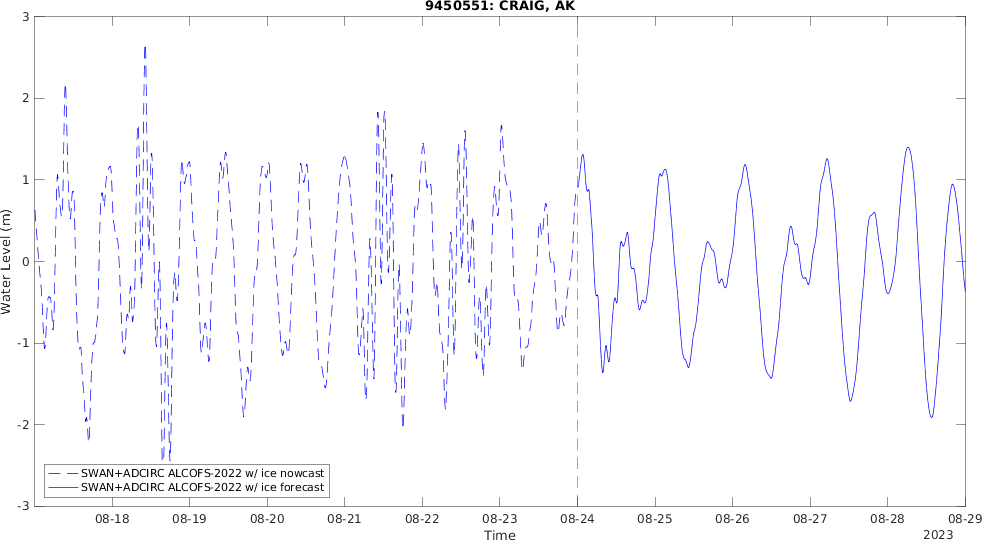 9450551: CRAIG, AK
3
2
1
0
-1
-2
-3
Water Level (m)
SWAN+ADCIRC ALCOFS-2022 w/ ice nowcast
SWAN+ADCIRC ALCOFS-2022 w/ ice forecast
08-18 08-19 08-20 08-21 08-22 08-23 08-24 08-25 08-26 08-27 08-28 08-29
Time
2023